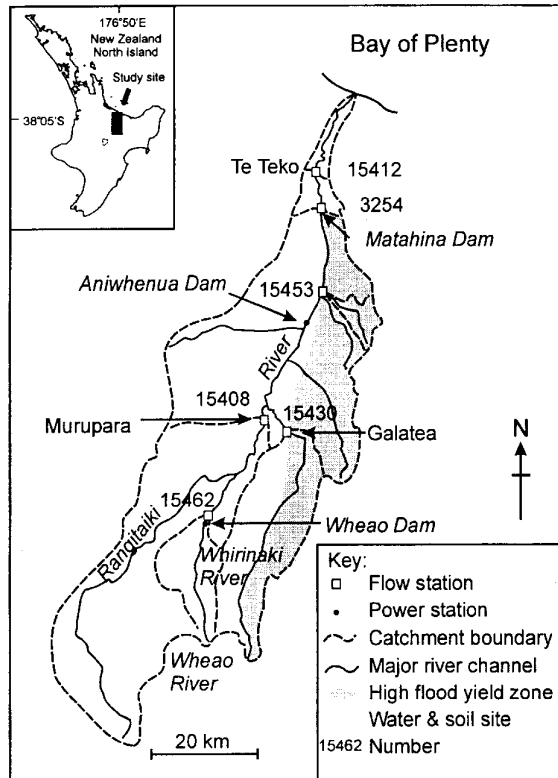 176°50′E
New Zealand
North Island
Study site
38°05′S
Bay of Plenty
Te Teko
15412
3254
Matahina Dam
Aniwhenua Dam
15453
River
15408
15430
Murupara
Galatea
N
15462
Rangitaiki
Wheao Dam
Whirinaki
River
Wheao
River
20 km
Key:
Flow station
Power station
Catchment boundary
Major river channel
High flood yield zone
Water & soil site
15462 Number